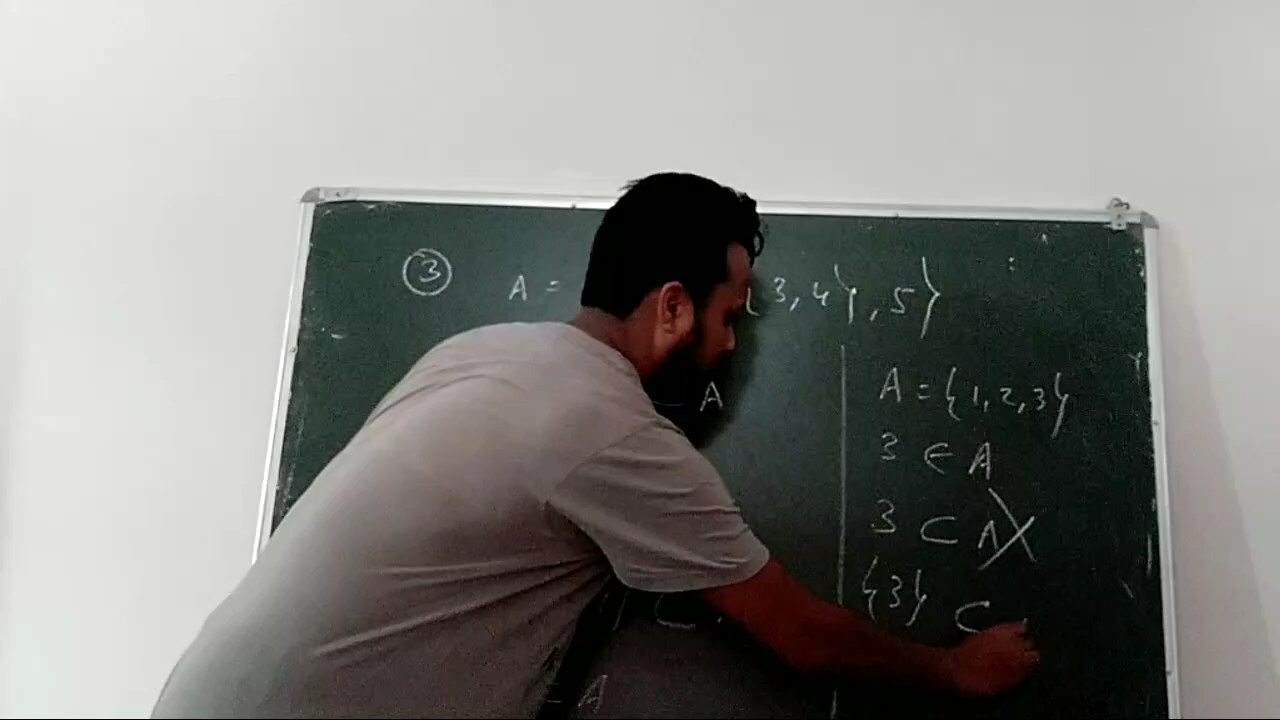 ③ A = {3, 4}, 5}
⊂ A
A = {1, 2, 3}
3 ∈ A
3 ⊂ A X
{3} ⊂
⊂
A